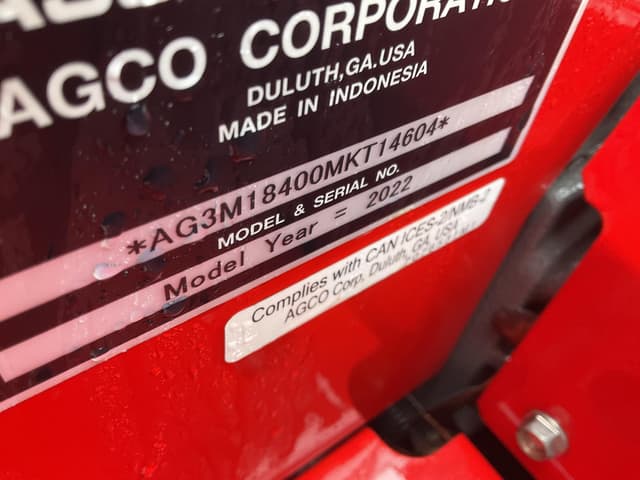 AGCO CORPORATION
DULUTH,GA.USA
MADE IN INDONESIA
*AG3M18400MKT14604*
MODEL & SERIAL NO.
Model Year = 2022
Complies with CAN ICES-2/NMB-2
AGCO Corp. Duluth, GA, USA